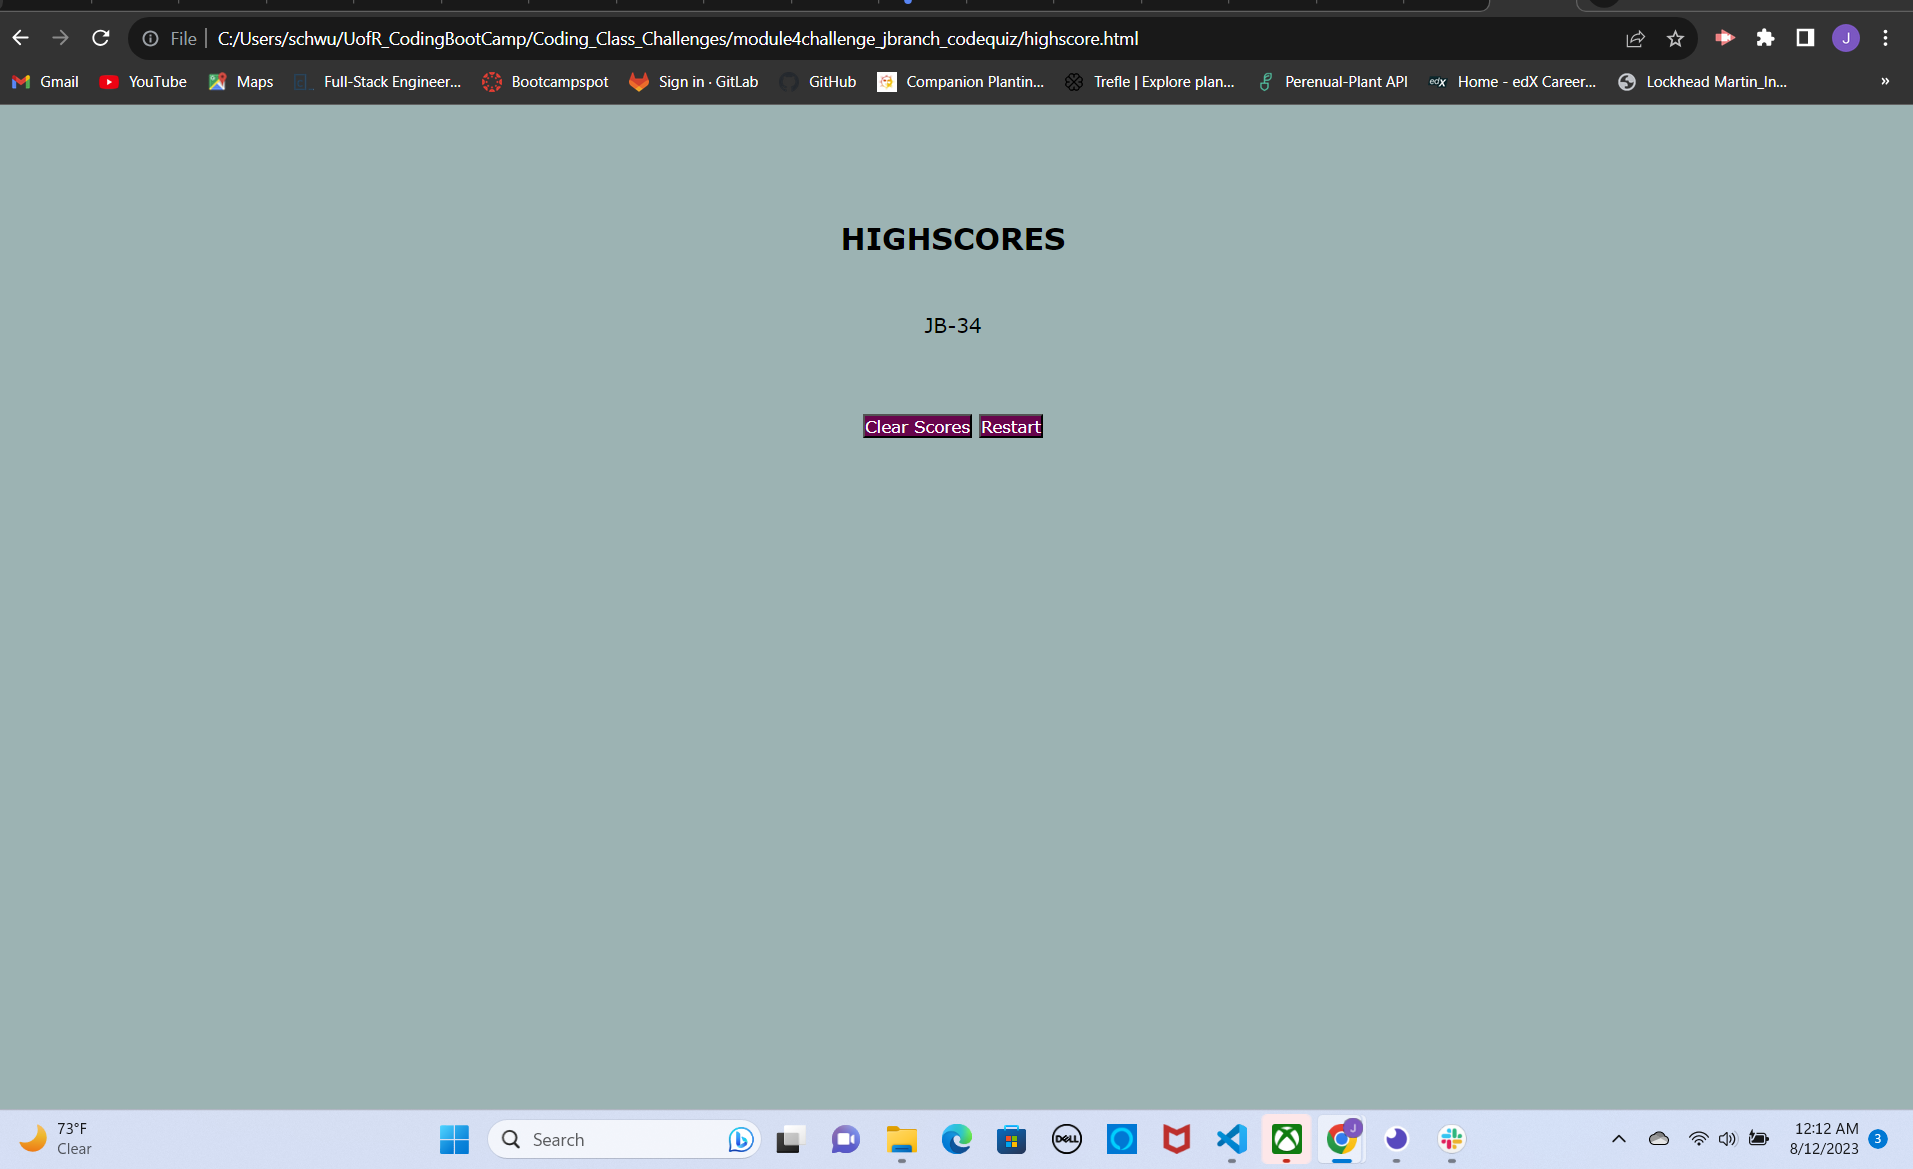 File C:/Users/schwu/UofR_CodingBootCamp/Coding_Class_Challenges/module4challenge_jbranch_codequiz/highscore.html J
Gmail YouTube Maps Full-Stack Engineer... Bootcampspot Sign in · GitLab GitHub Companion Plantin... Trefle | Explore plan... Perenual-Plant API edX Home - edX Career... Lockhead Martin_In... »
HIGHSCORES
JB-34
Clear Scores Restart
73°F
Clear
Search
DELL
J
12:12 AM
8/12/2023
3